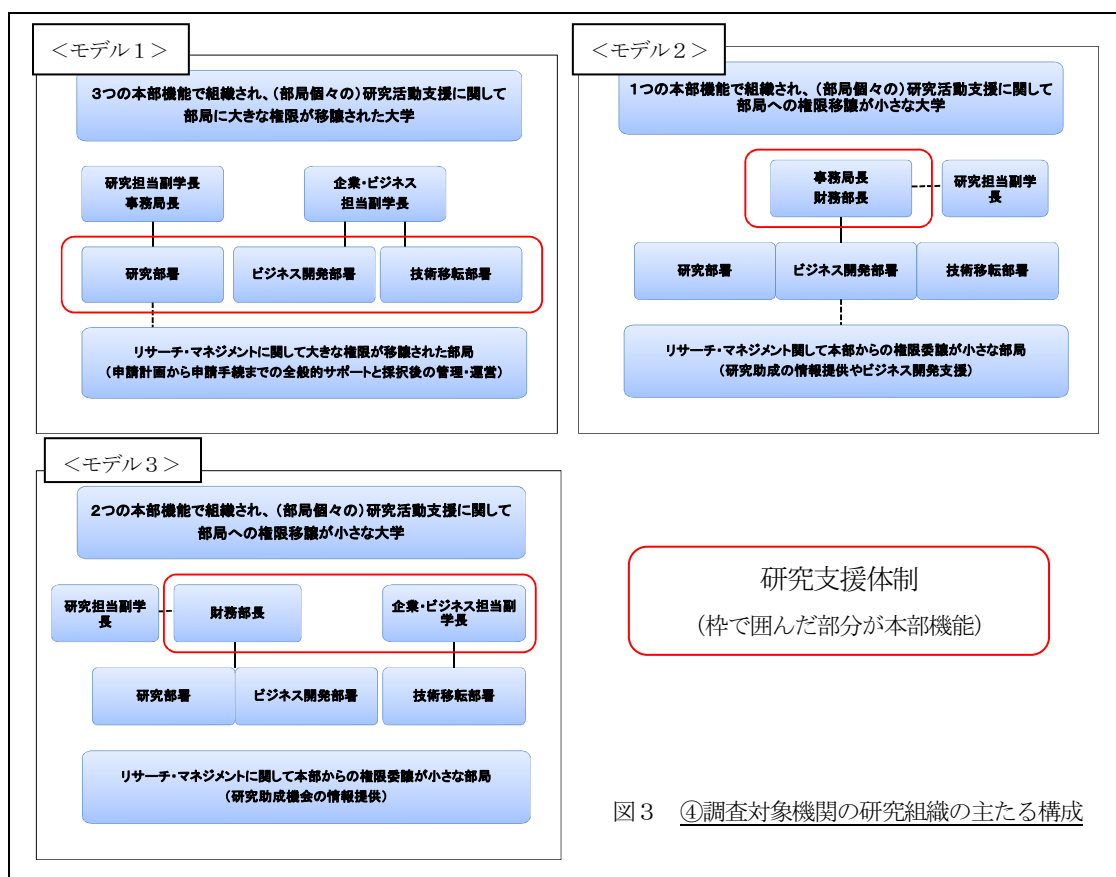 ＜モデル１＞
3つの本部機能で組織され、（部局個々の）研究活動支援に関して
部局に大きな権限が移譲された大学
研究担当副学長
事務局長
企業・ビジネス
担当副学長
研究部署
ビジネス開発部署
技術移転部署
リサーチ・マネジメントに関して大きな権限が移譲された部局
（申請計画から申請手続までの全般的サポートと採択後の管理・運営）
＜モデル２＞
1つの本部機能で組織され、（部局個々の）研究活動支援に関して
部局への権限移譲が小さな大学
事務局長
財務部長
研究担当副学
長
研究部署
ビジネス開発部署
技術移転部署
リサーチ・マネジメント関して本部からの権限委譲が小さな部局
（研究助成の情報提供やビジネス開発支援）
＜モデル３＞
2つの本部機能で組織され、（部局個々の）研究活動支援に関して
部局への権限移譲が小さな大学
研究担当副学
長
財務部長
企業・ビジネス担当副
学長
研究部署
ビジネス開発部署
技術移転部署
リサーチ・マネジメントに関して本部からの権限委譲が小さな部局
（研究助成機会の情報提供）
研究支援体制
（枠で囲んだ部分が本部機能）
図３　④調査対象機関の研究組織の主たる構成